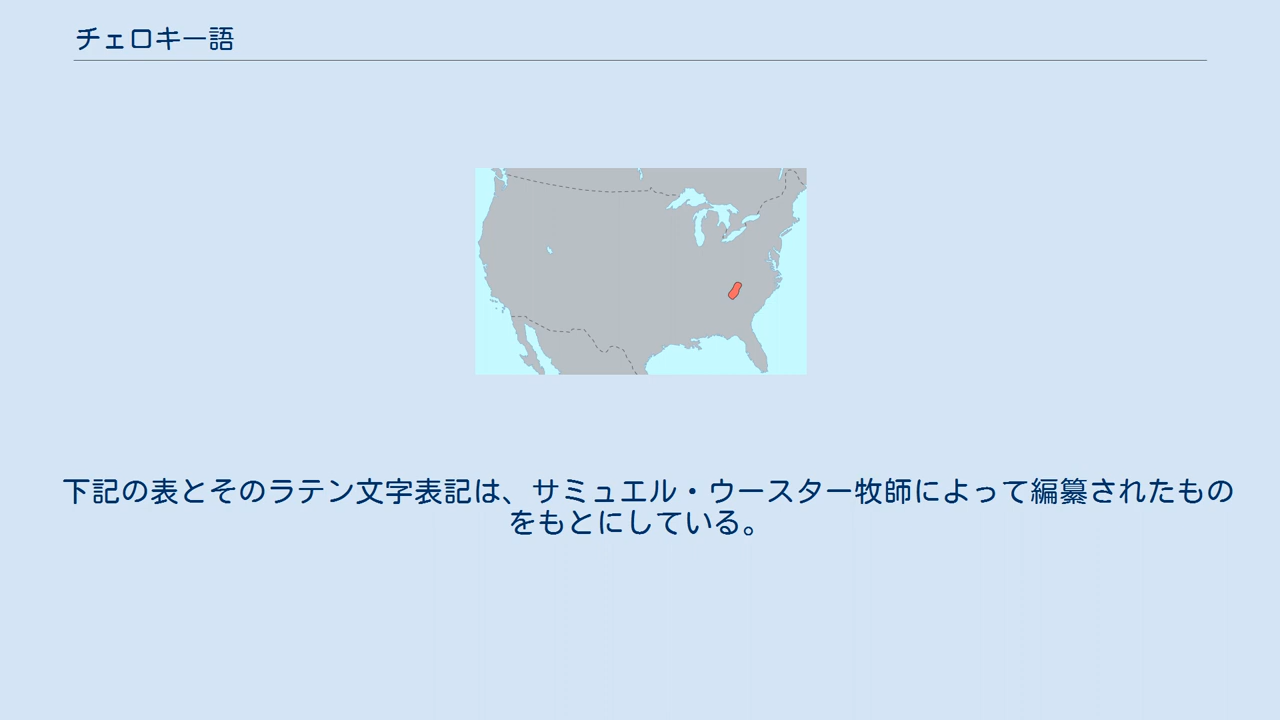 チェロキー語
下記の表とそのラテン文字表記は、サミュエル・ウースター牧師によって編纂されたもの
をもとにしている。